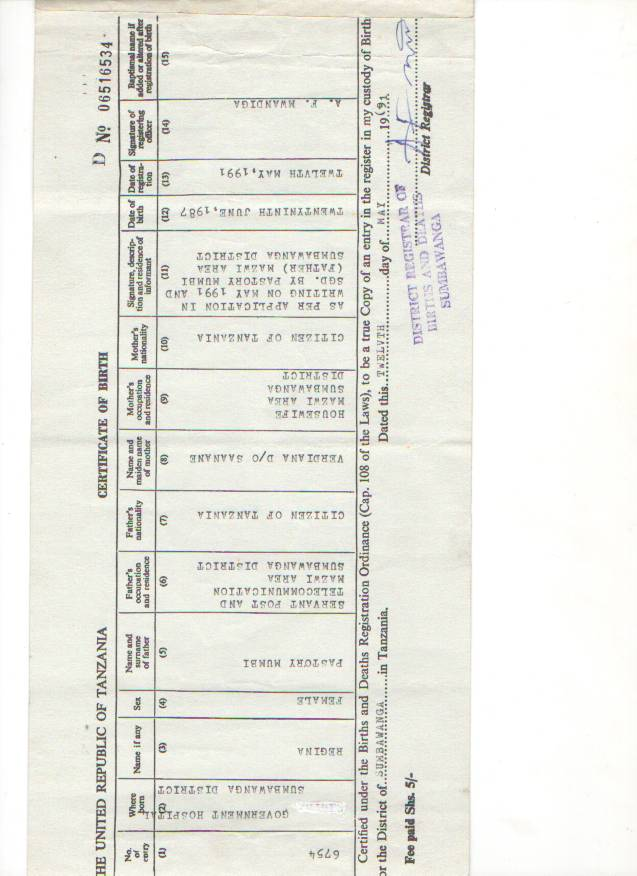 THE UNITED REPUBLIC OF TANZANIA
CERTIFICATE OF BIRTH
D Nº 06516534
No. of entry
Where born
Name if any
Sex
Name and surname of father
Father's occupation and residence
Father's nationality
Name and maiden name of mother
Mother's occupation and residence
Mother's nationality
Signature, description and residence of informant
Date of birth
Date of registration
Signature of registering officer
Baptismal name if added or altered after registration of birth
(1)
(2)
(3)
(4)
(5)
(6)
(7)
(8)
(9)
(10)
(11)
(12)
(13)
(14)
(15)
6754
GOVERNMENT HOSPITAL
SUMBAWANGA DISTRICT
REGINA
FEMALE
PASTORY MUMBI
SERVANT POST AND
TELECOMMUNICATION
MAZWI AREA
SUMBAWANGA DISTRICT
CITIZEN OF TANZANIA
VERDIANA D/O SAANANE
HOUSEWIFE
MAZWI AREA
SUMBAWANGA
DISTRICT
CITIZEN OF TANZANIA
AS PER APPLICATION IN
WRITING ON MAY 1991 AND
SGD. BY PASTORY MUMBI
(FATHER) MAZWI AREA
SUMBAWANGA DISTRICT
TWENTYNINTH JUNE,1987
TWELVTH MAY,1991
A. F. MWANDIGA
Certified under the Births and Deaths Registration Ordinance (Cap. 108 of the Laws), to be a true Copy of an entry in the register in my custody of Birth
or the District of SUMBAWANGA in Tanzania.
Dated this TWELVTH day of MAY 1991
Fee paid Shs. 5/-
District Registrar
DISTRICT REGISTRAR OF
BIRTHS AND DEATHS
SUMBAWANGA